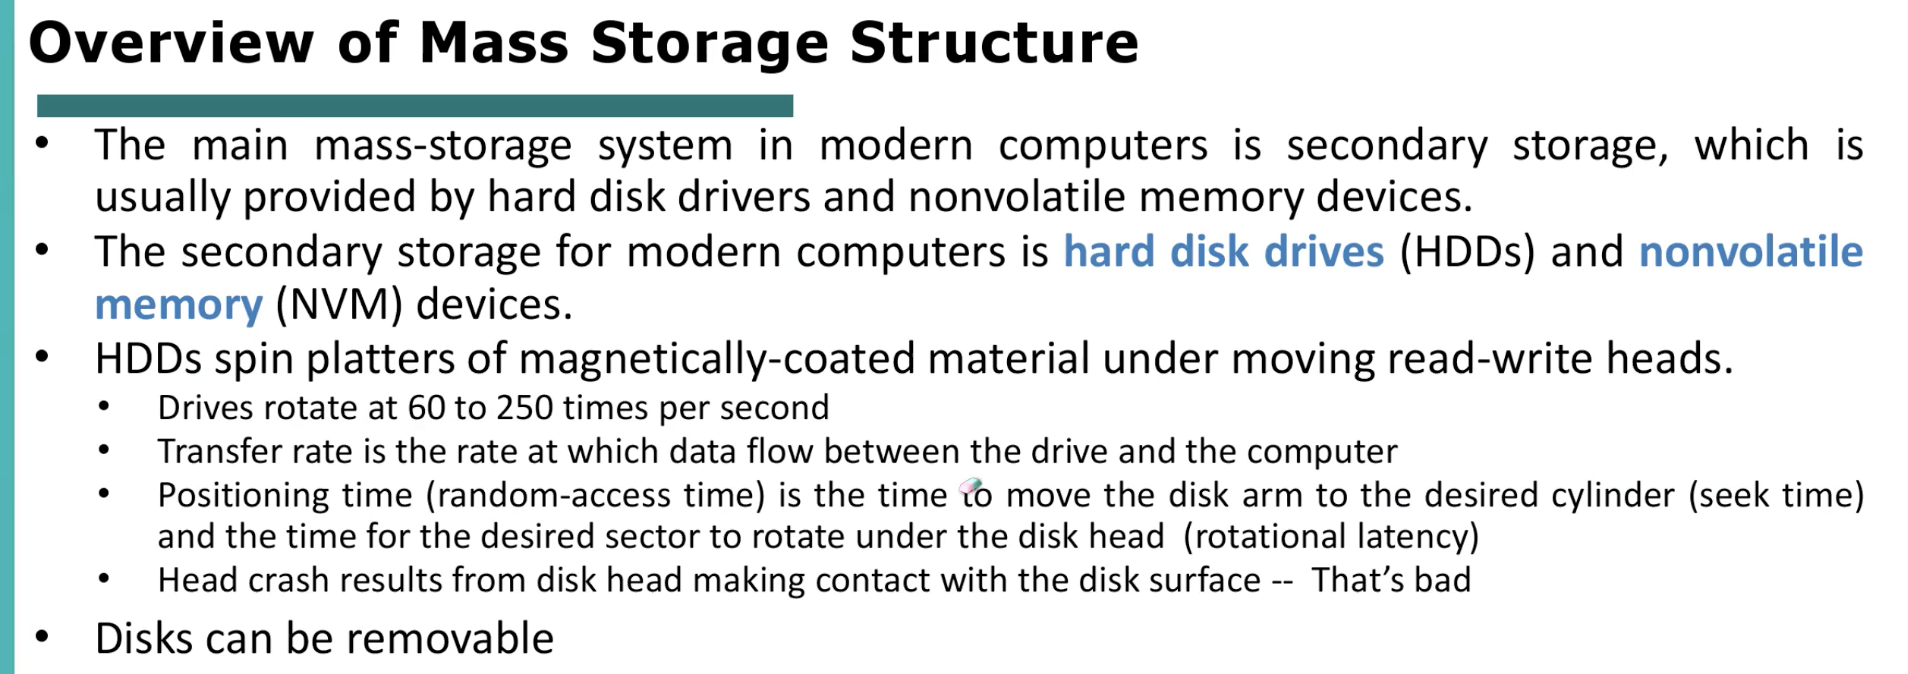 Overview of Mass Storage Structure
• The main mass-storage system in modern computers is secondary storage, which is
usually provided by hard disk drivers and nonvolatile memory devices.
• The secondary storage for modern computers is hard disk drives (HDDs) and nonvolatile
memory (NVM) devices.
• HDDs spin platters of magnetically-coated material under moving read-write heads.
• Drives rotate at 60 to 250 times per second
• Transfer rate is the rate at which data flow between the drive and the computer
• Positioning time (random-access time) is the time to move the disk arm to the desired cylinder (seek time)
and the time for the desired sector to rotate under the disk head (rotational latency)
• Head crash results from disk head making contact with the disk surface -- That’s bad
• Disks can be removable